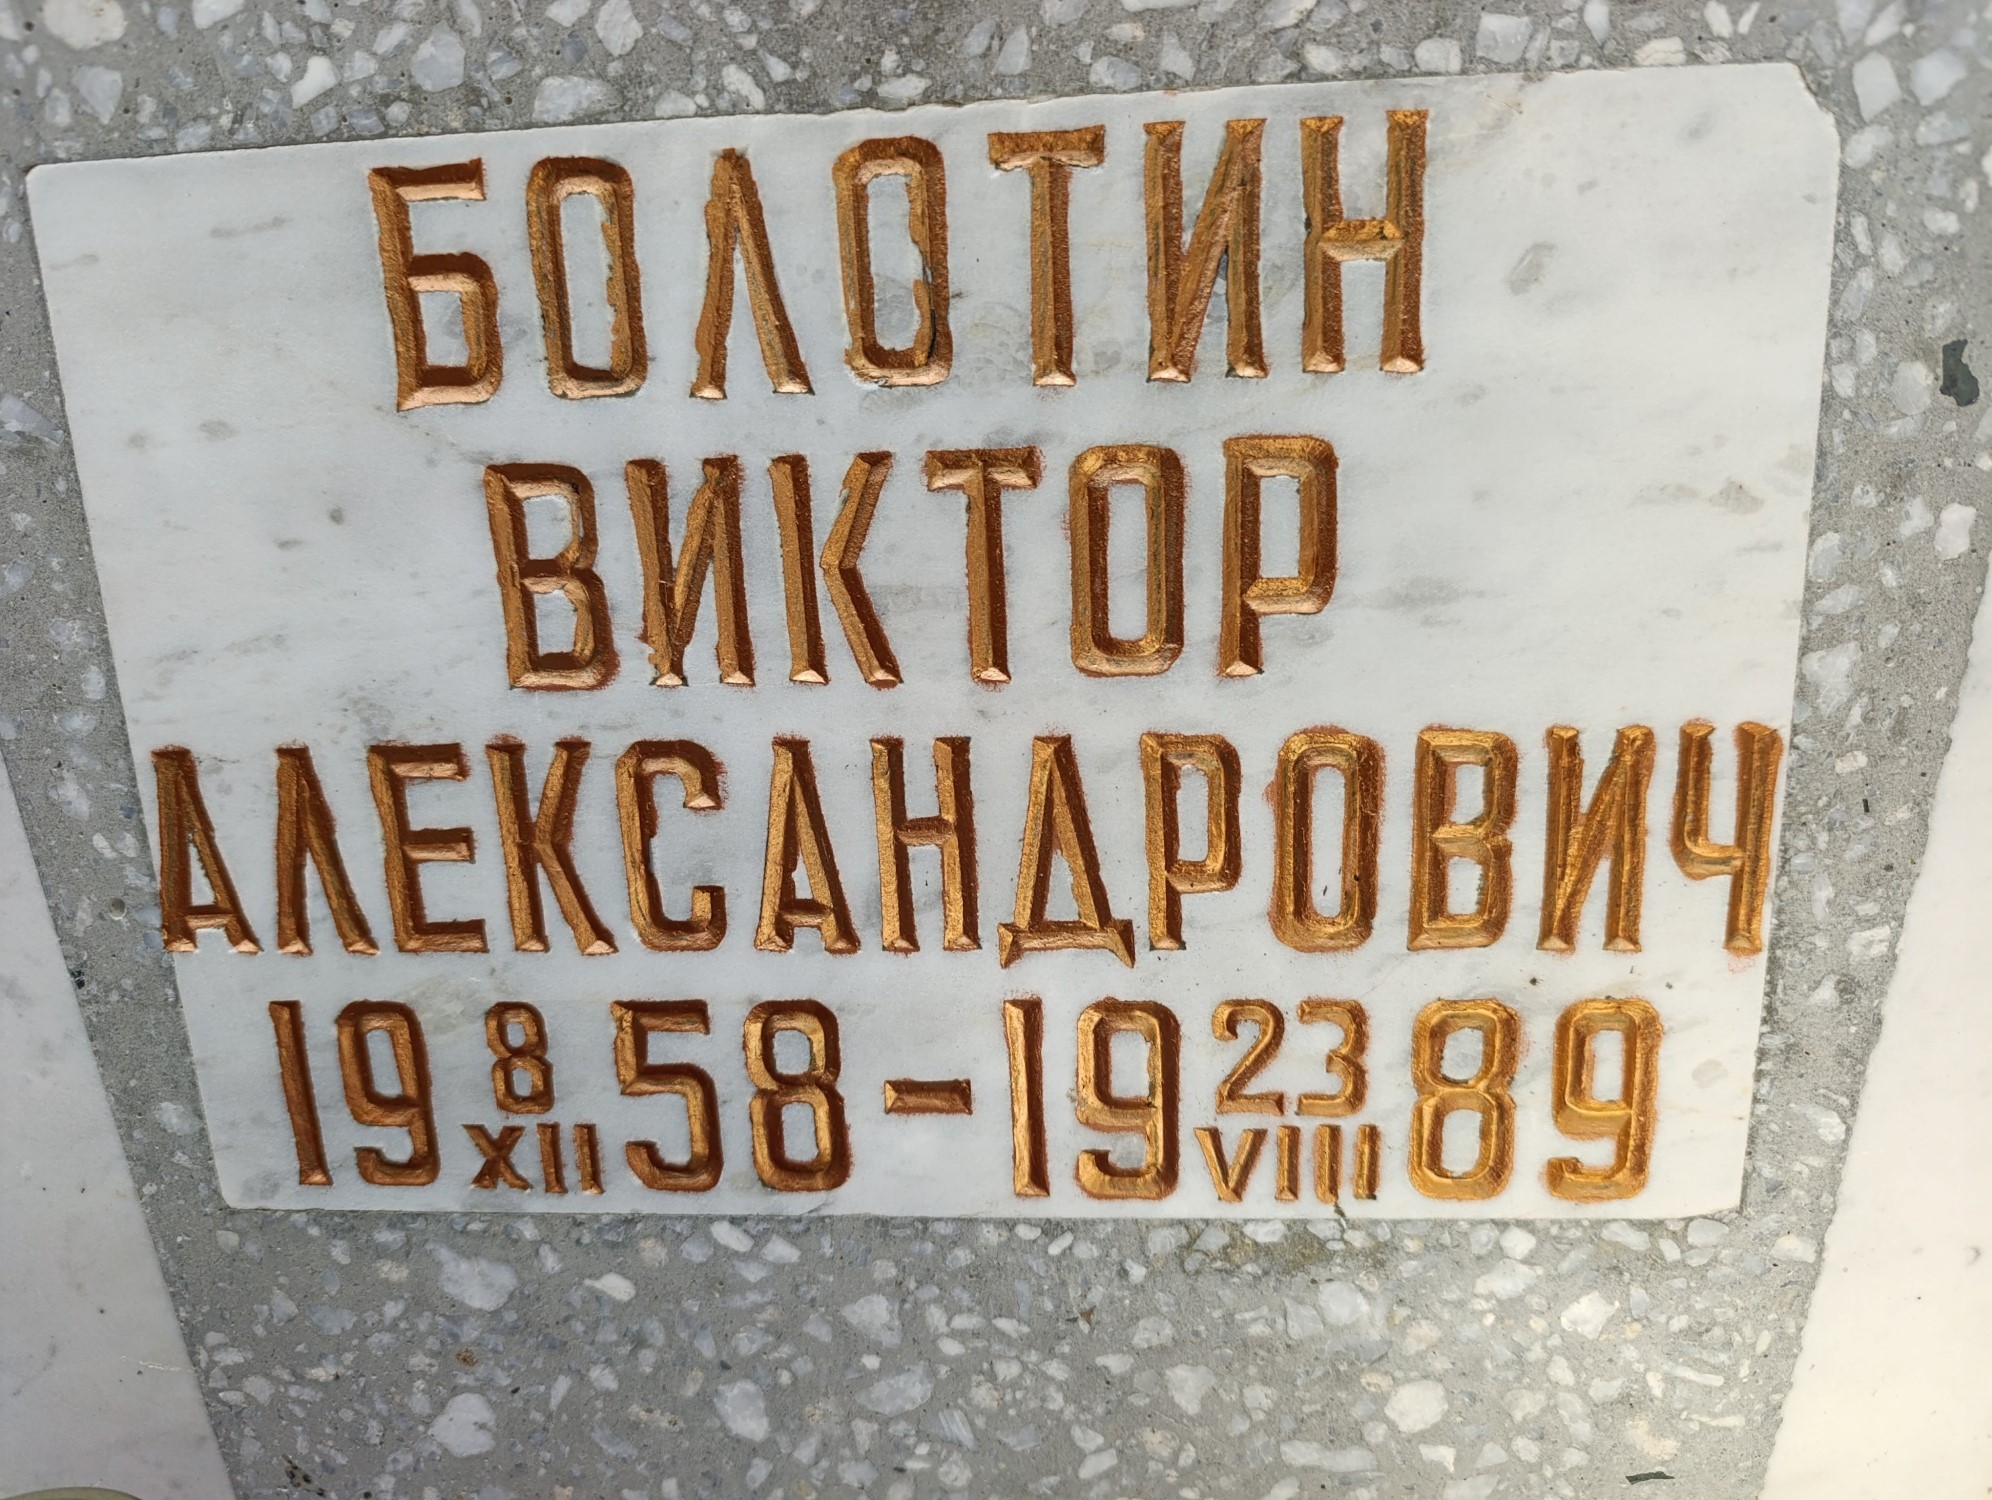 БОЛОТИН
ВИКТОР
АЛЕКСАНДРОВИЧ
19 8/XII 58 - 19 23/VIII 89